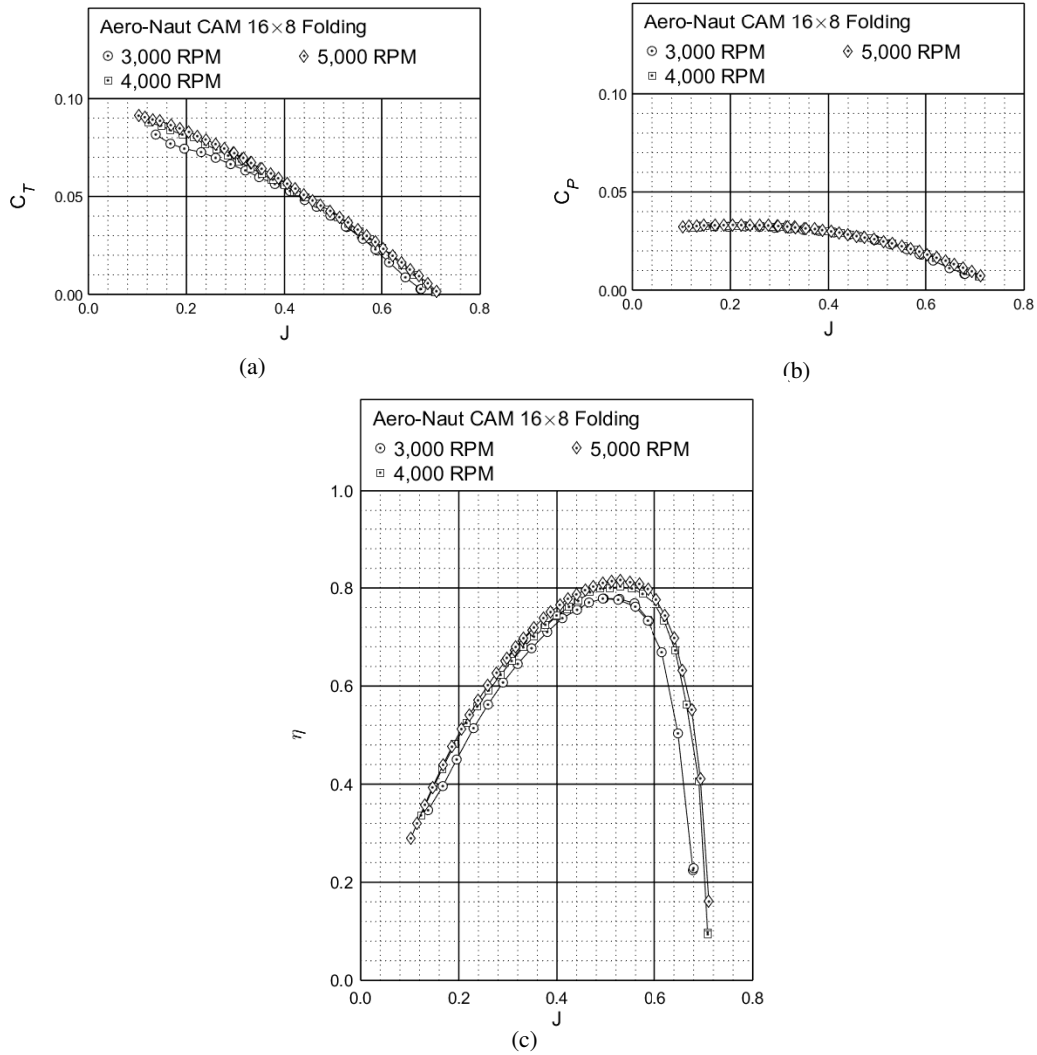 (a)
Aero-Naut CAM 16×8 Folding
3,000 RPM 5,000 RPM
4,000 RPM
0.10
0.05
0.00
C_T
0.0 0.2 0.4 0.6 0.8
J
(a)
(b)
Aero-Naut CAM 16×8 Folding
3,000 RPM 5,000 RPM
4,000 RPM
0.10
0.05
0.00
C_P
0.0 0.2 0.4 0.6 0.8
J
(b)
Aero-Naut CAM 16×8 Folding
3,000 RPM 5,000 RPM
4,000 RPM
1.0
0.8
0.6
η
0.4
0.2
0.0
0.0 0.2 0.4 0.6 0.8
J
(c)